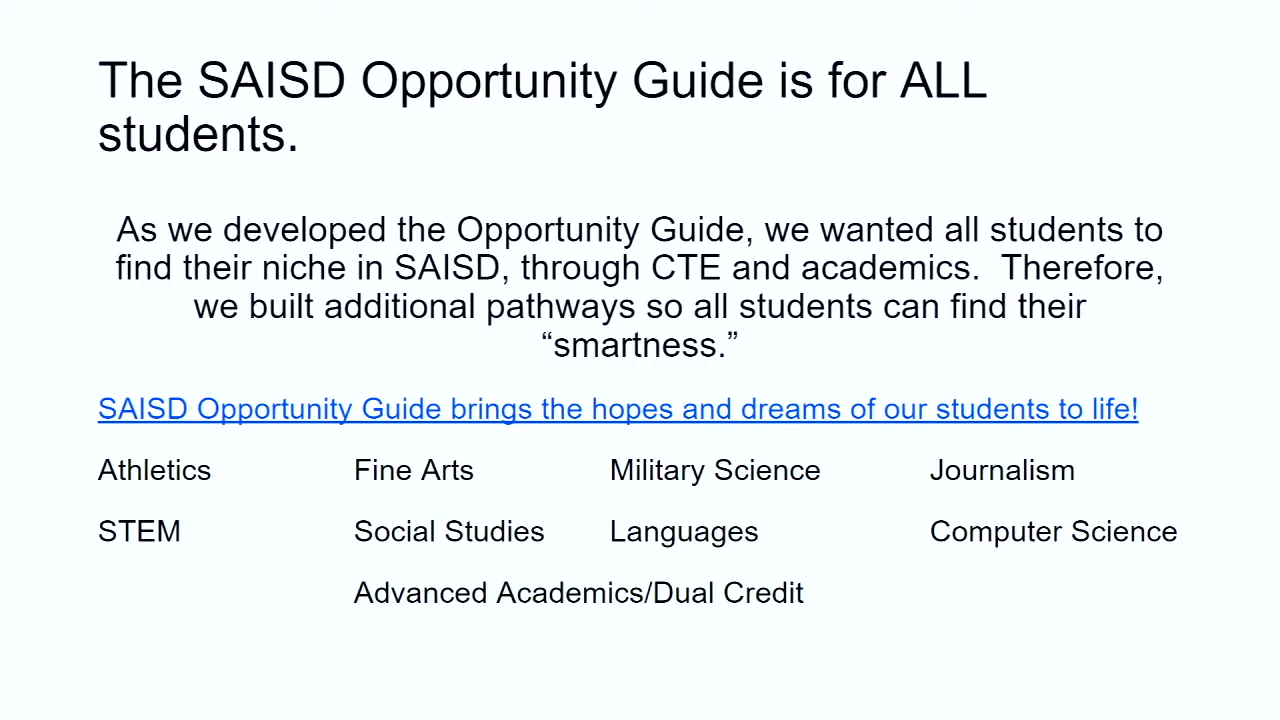 The SAISD Opportunity Guide is for ALL
students.
As we developed the Opportunity Guide, we wanted all students to
find their niche in SAISD, through CTE and academics.  Therefore,
we built additional pathways so all students can find their
“smartness.”
SAISD Opportunity Guide brings the hopes and dreams of our students to life!
Athletics Fine Arts Military Science Journalism
STEM Social Studies Languages Computer Science
Advanced Academics/Dual Credit